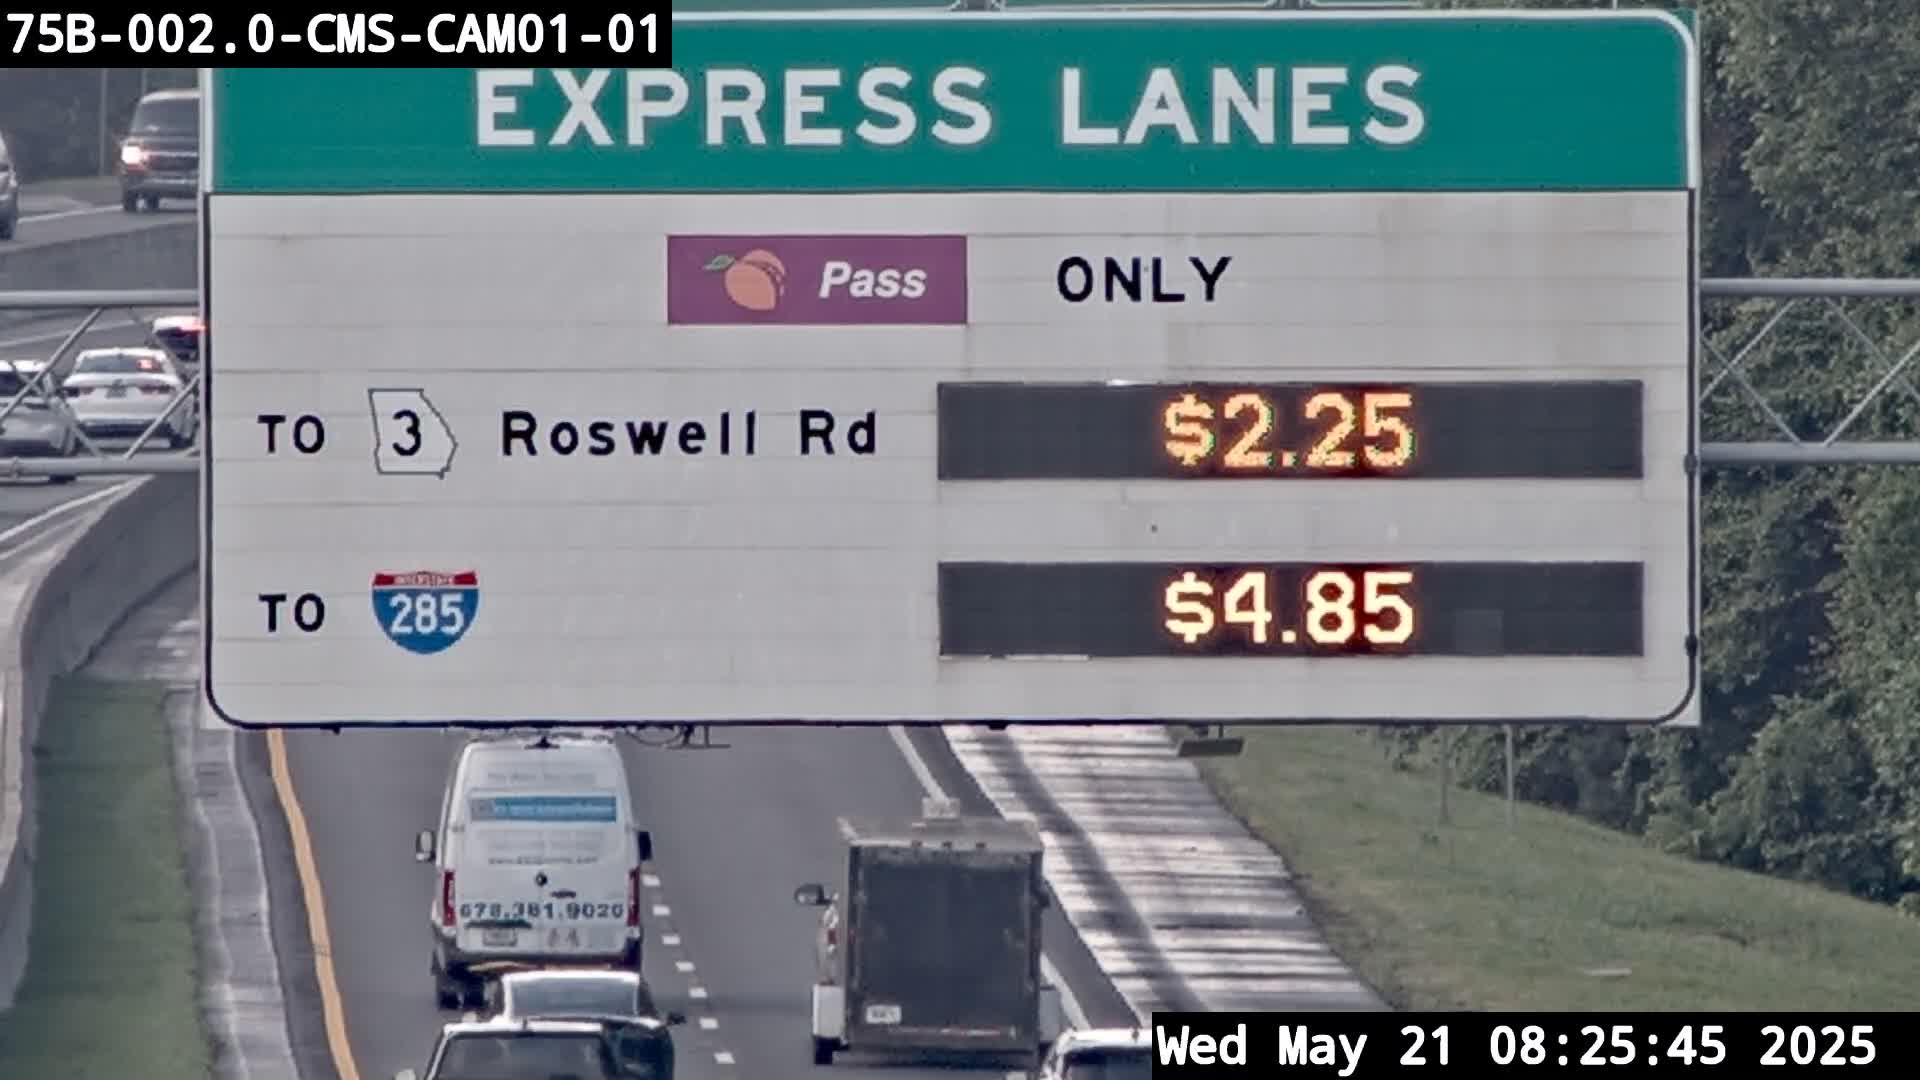 75B-002.0-CMS-CAM01-01
EXPRESS LANES
Pass ONLY
TO 3 Roswell Rd $2.25
INTERSTATE
TO 285 $4.85
678.381.9020
Wed May 21 08:25:45 2025